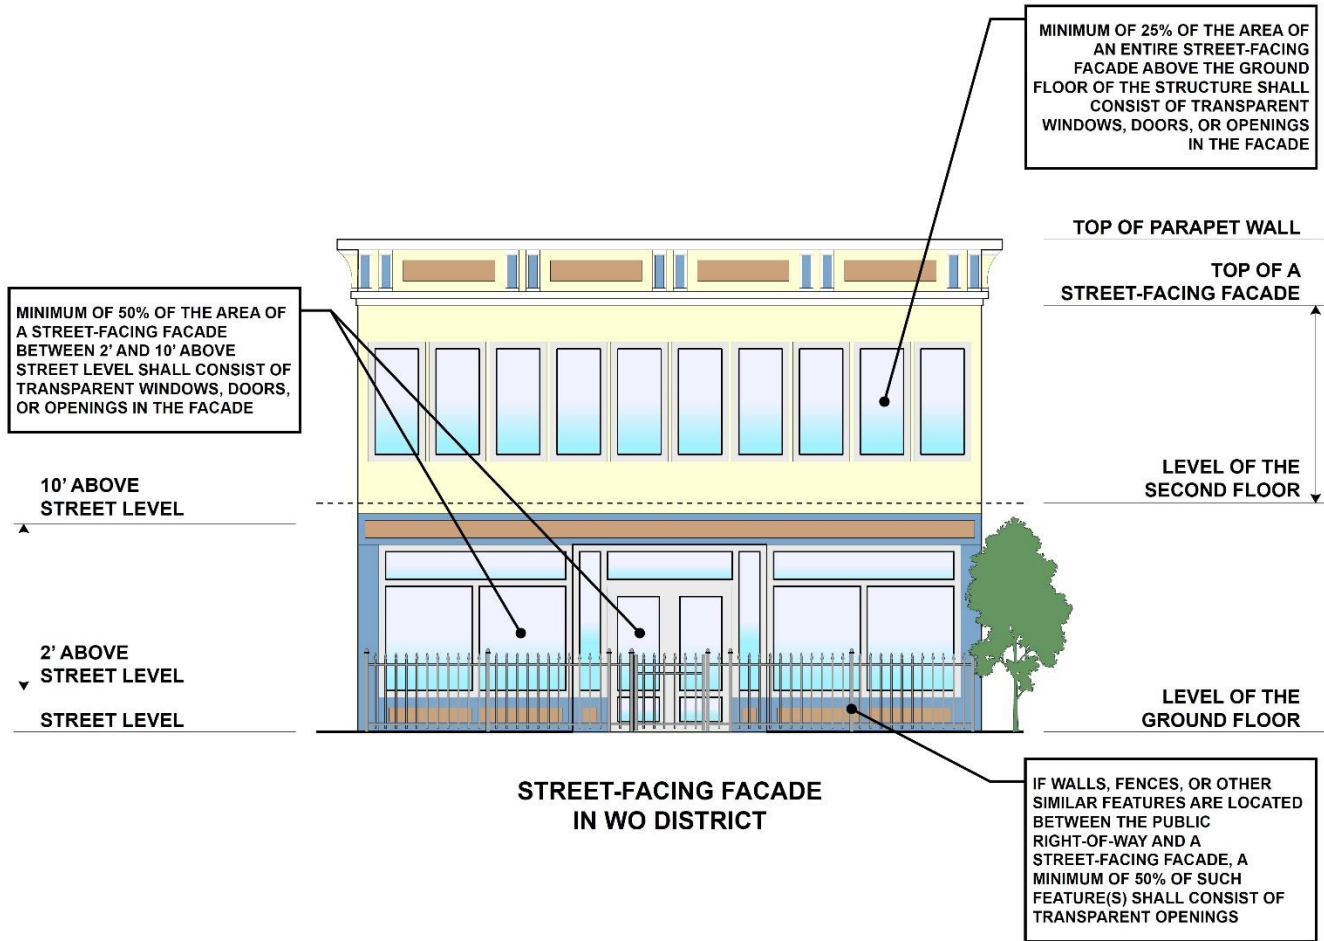 MINIMUM OF 25% OF THE AREA OF
AN ENTIRE STREET-FACING
FACADE ABOVE THE GROUND
FLOOR OF THE STRUCTURE SHALL
CONSIST OF TRANSPARENT
WINDOWS, DOORS, OR OPENINGS
IN THE FACADE
TOP OF PARAPET WALL
TOP OF A
STREET-FACING FACADE
MINIMUM OF 50% OF THE AREA OF
A STREET-FACING FACADE
BETWEEN 2' AND 10' ABOVE
STREET LEVEL SHALL CONSIST OF
TRANSPARENT WINDOWS, DOORS,
OR OPENINGS IN THE FACADE
LEVEL OF THE
SECOND FLOOR
10' ABOVE
STREET LEVEL
2' ABOVE
STREET LEVEL
STREET LEVEL
LEVEL OF THE
GROUND FLOOR
STREET-FACING FACADE
IN WO DISTRICT
IF WALLS, FENCES, OR OTHER
SIMILAR FEATURES ARE LOCATED
BETWEEN THE PUBLIC
RIGHT-OF-WAY AND A
STREET-FACING FACADE, A
MINIMUM OF 50% OF SUCH
FEATURE(S) SHALL CONSIST OF
TRANSPARENT OPENINGS